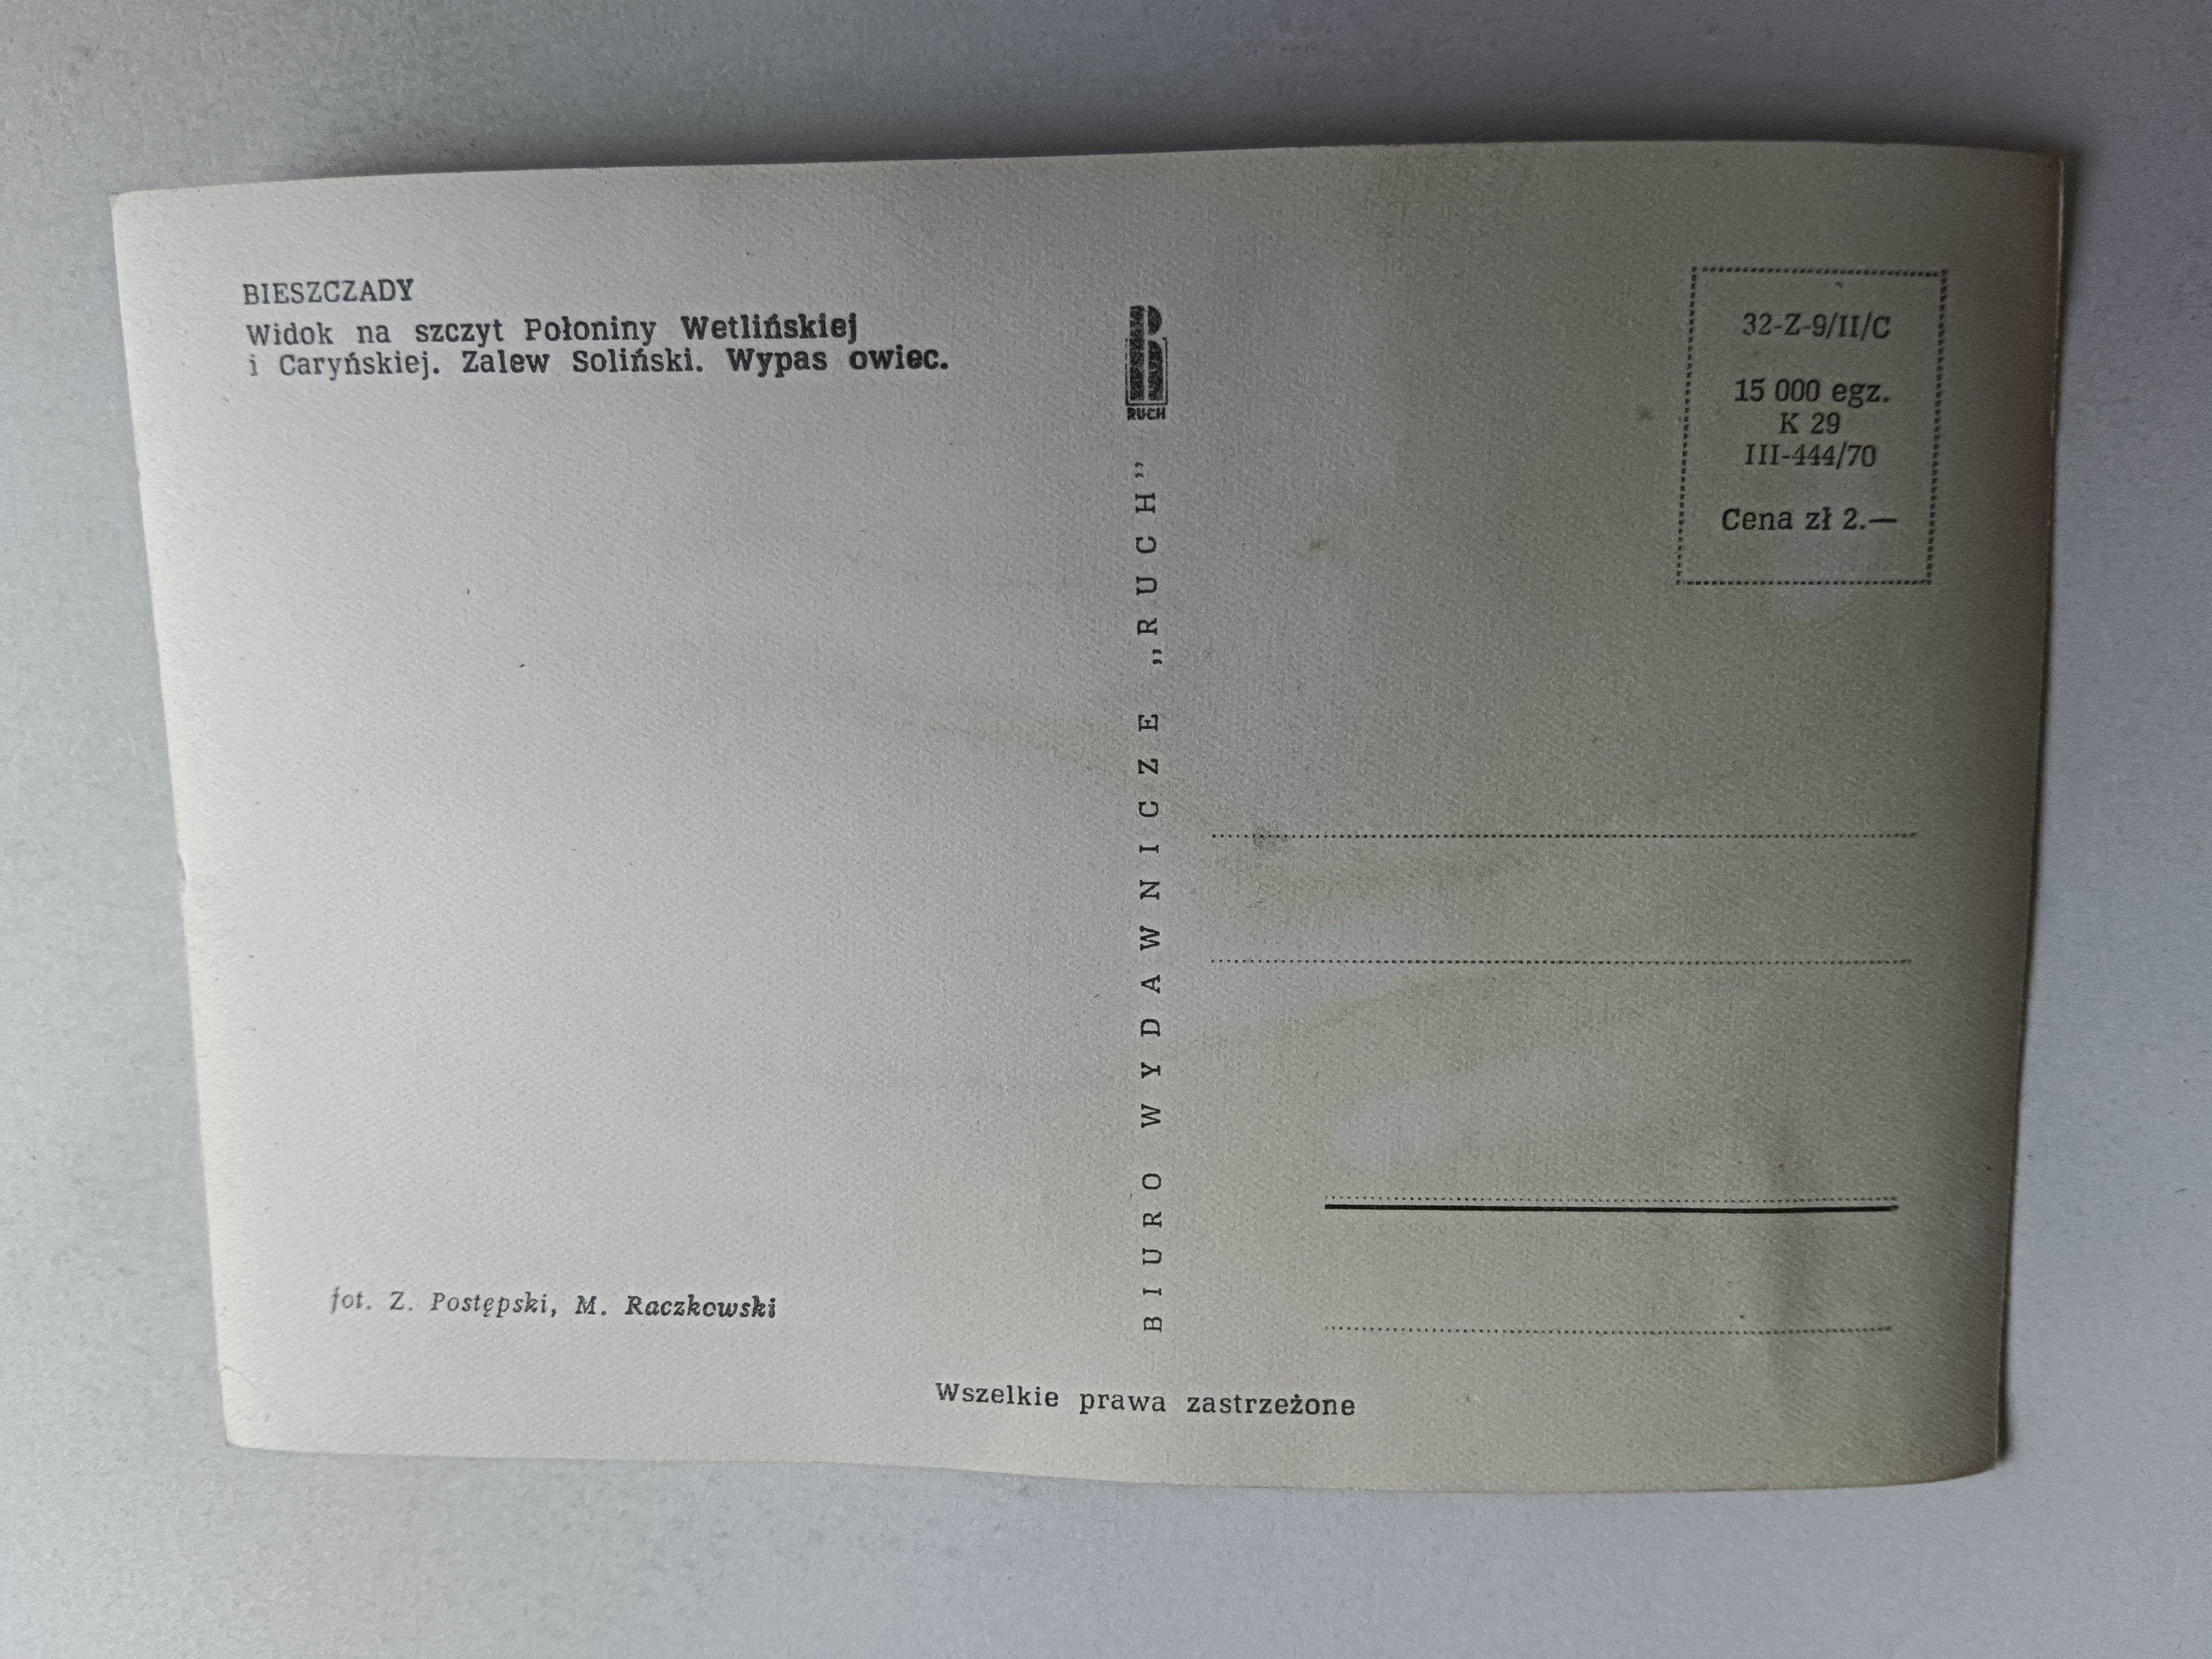 BIESZCZADY
Widok na szczyt Połoniny Wetlińskiej
i Caryńskiej. Zalew Soliński. Wypas owiec.
fot. Z. Postępski, M. Raczkowski
RUCH
BIURO WYDAWNICZE „RUCH”
32-Z-9/II/C
15 000 egz.
K 29
III-444/70
Cena zł 2.—
Wszelkie prawa zastrzeżone